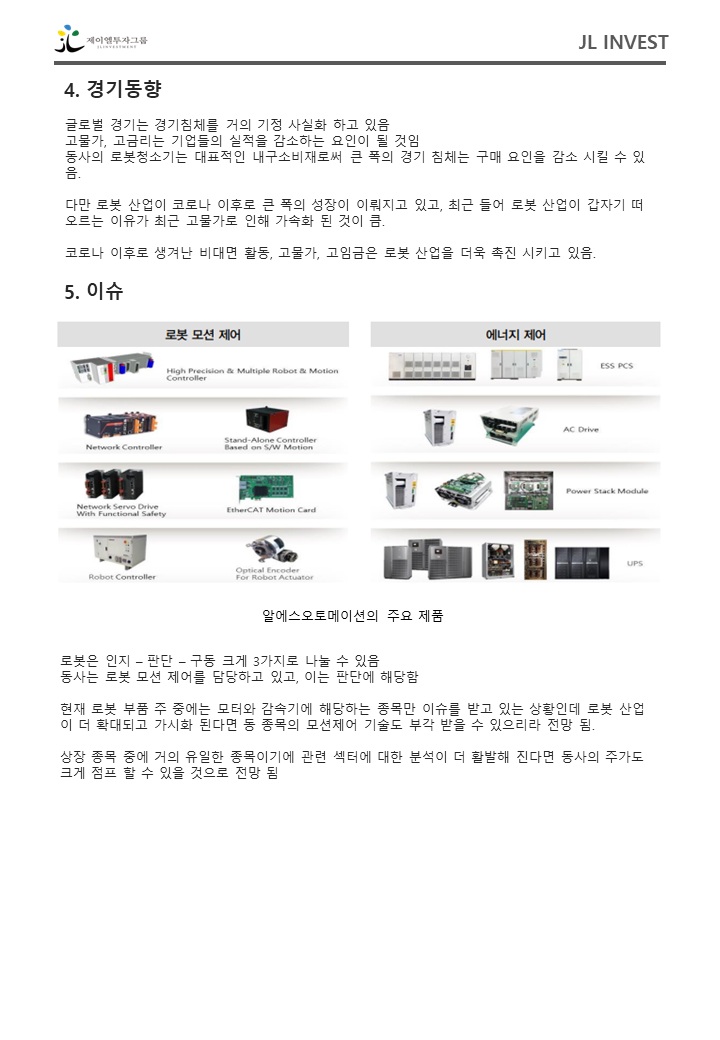 제이엘투자그룹
JLINVESTMENT
JL INVEST
4. 경기동향
글로벌 경기는 경기침체를 거의 기정 사실화 하고 있음
고물가, 고금리는 기업들의 실적을 감소하는 요인이 될 것임
동사의 로봇청소기는 대표적인 내구소비재로써 큰 폭의 경기 침체는 구매 요인을 감소 시킬 수 있
음.
다만 로봇 산업이 코로나 이후로 큰 폭의 성장이 이뤄지고 있고, 최근 들어 로봇 산업이 갑자기 떠
오르는 이유가 최근 고물가로 인해 가속화 된 것이 큼.
코로나 이후로 생겨난 비대면 활동, 고물가, 고임금은 로봇 산업을 더욱 촉진 시키고 있음.
5. 이슈
로봇 모션 제어
High Precision & Multiple Robot & Motion
Controller
Network Controller
Stand-Alone Controller
Based on S/W Motion
Network Servo Drive
With Functional Safety
EtherCAT Motion Card
Robot Controller
Optical Encoder
For Robot Actuator
에너지 제어
ESS PCS
AC Drive
Power Stack Module
UPS
알에스오토메이션의 주요 제품
로봇은 인지 – 판단 – 구동 크게 3가지로 나눌 수 있음
동사는 로봇 모션 제어를 담당하고 있고, 이는 판단에 해당함
현재 로봇 부품 주 중에는 모터와 감속기에 해당하는 종목만 이슈를 받고 있는 상황인데 로봇 산업
이 더 확대되고 가시화 된다면 동 종목의 모션제어 기술도 부각 받을 수 있으리라 전망 됨.
상장 종목 중에 거의 유일한 종목이기에 관련 섹터에 대한 분석이 더 활발해 진다면 동사의 주가도
크게 점프 할 수 있을 것으로 전망 됨